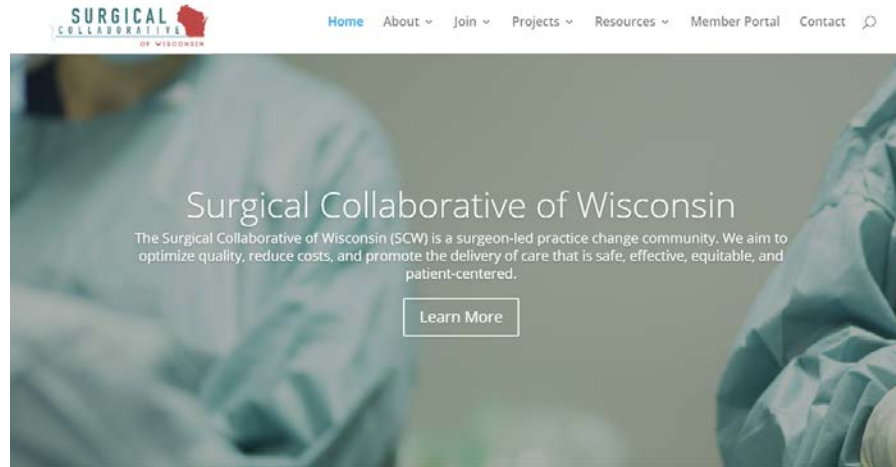 SURGICAL
COLLABORATIVE
OF WISCONSIN
Home About Join Projects Resources Member Portal Contact
Surgical Collaborative of Wisconsin
The Surgical Collaborative of Wisconsin (SCW) is a surgeon-led practice change community. We aim to
optimize quality, reduce costs, and promote the delivery of care that is safe, effective, equitable, and
patient-centered.
Learn More